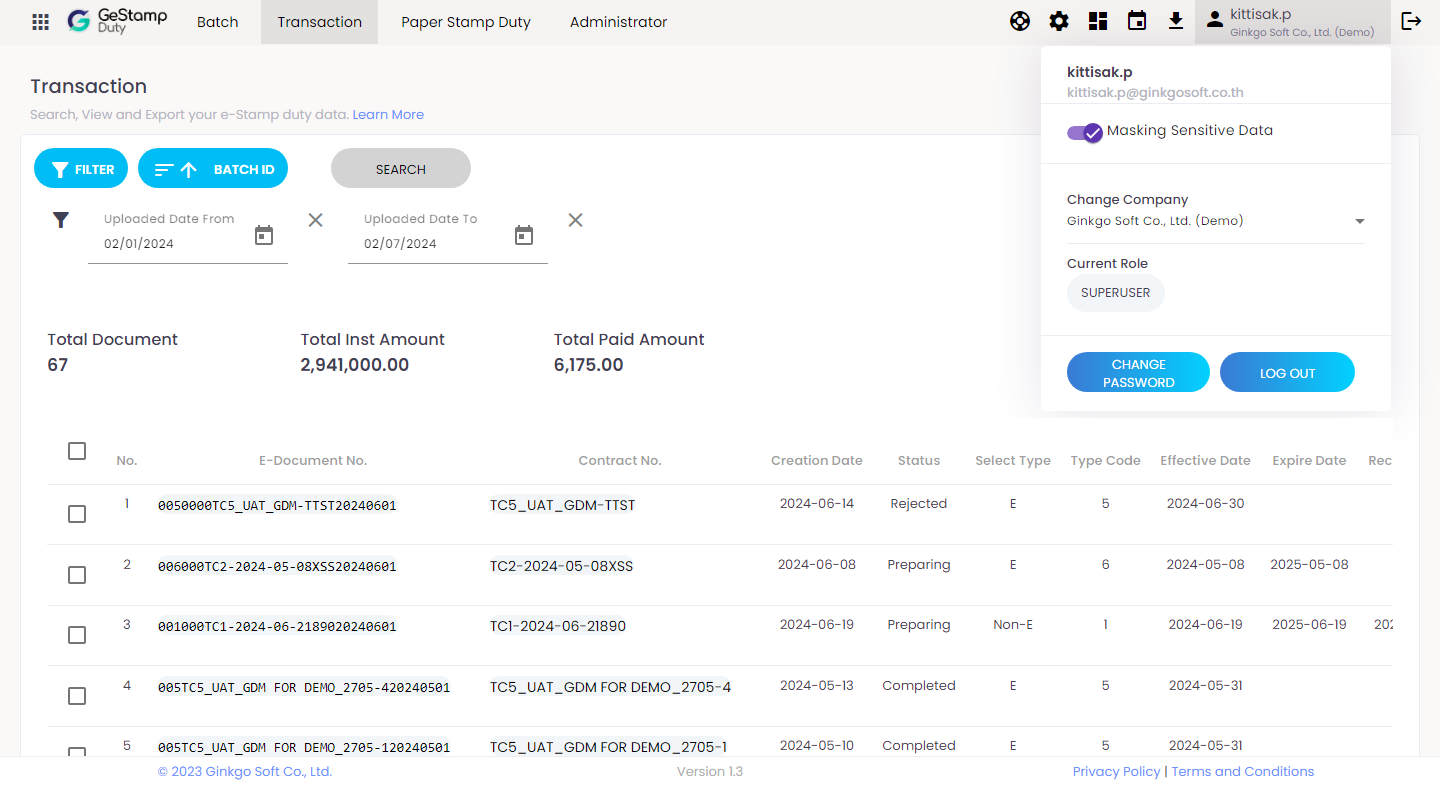 GeStamp
Duty
Batch
Transaction
Paper Stamp Duty
Administrator
kittisak.p
Ginkgo Soft Co., Ltd. (Demo)
kittisak.p
kittisak.p@ginkgosoft.co.th
Masking Sensitive Data
Change Company
Ginkgo Soft Co., Ltd. (Demo)
Current Role
SUPERUSER
CHANGE
PASSWORD
LOG OUT
Transaction
Search, View and Export your e-Stamp duty data. Learn More
FILTER
BATCH ID
SEARCH
Uploaded Date From
02/01/2024
Uploaded Date To
02/07/2024
Total Document
67
Total Inst Amount
2,941,000.00
Total Paid Amount
6,175.00
No. E-Document No. Contract No. Creation Date Status Select Type Type Code Effective Date Expire Date Rec
1 0050000TC5_UAT_GDM-TTST20240601 TC5_UAT_GDM-TTST 2024-06-14 Rejected E 5 2024-06-30
2 006000TC2-2024-05-08XSS20240601 TC2-2024-05-08XSS 2024-06-08 Preparing E 6 2024-05-08 2025-05-08
3 001000TC1-2024-06-2189020240601 TC1-2024-06-21890 2024-06-19 Preparing Non-E 1 2024-06-19 2025-06-19 202
4 005TC5_UAT_GDM FOR DEMO_2705-420240501 TC5_UAT_GDM FOR DEMO_2705-4 2024-05-13 Completed E 5 2024-05-31
5 005TC5_UAT_GDM FOR DEMO_2705-120240501 TC5_UAT_GDM FOR DEMO_2705-1 2024-05-10 Completed E 5 2024-05-31
© 2023 Ginkgo Soft Co., Ltd.
Version 1.3
Privacy Policy | Terms and Conditions